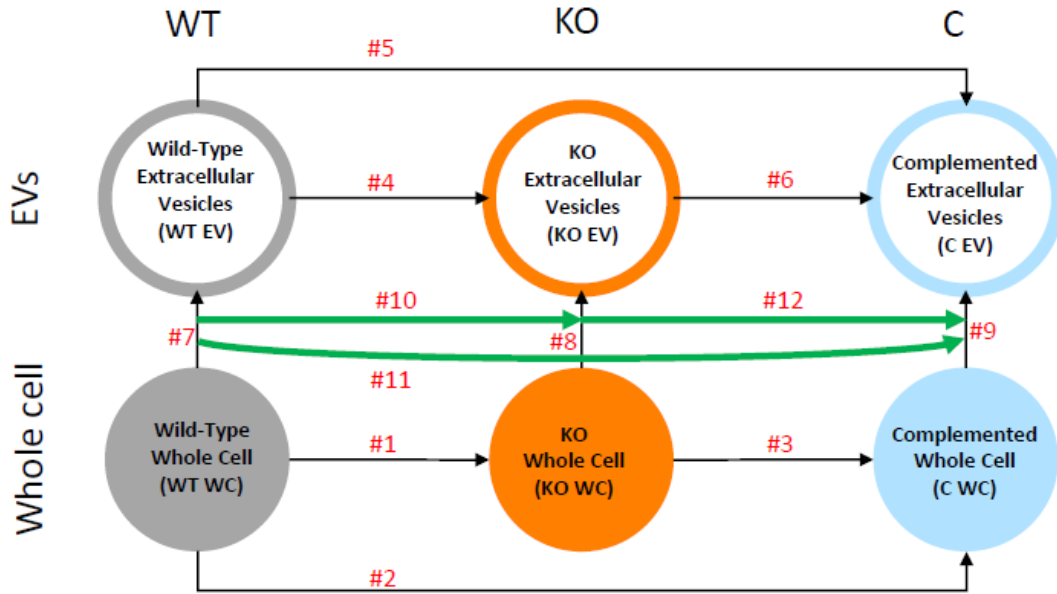 WT
KO
C
#5
EVs
Wild-Type
Extracellular
Vesicles
(WT EV)
#4
KO
Extracellular
Vesicles
(KO EV)
#6
Complemented
Extracellular
Vesicles
(C EV)
#10
#12
#7
#8
#9
#11
Whole cell
Wild-Type
Whole Cell
(WT WC)
#1
KO
Whole Cell
(KO WC)
#3
Complemented
Whole Cell
(C WC)
#2